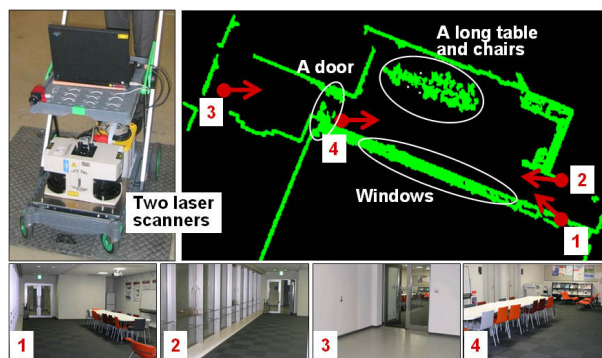 Two laser
scanners
A long table
and chairs
A door
3
4
Windows
2
1
1
2
3
4